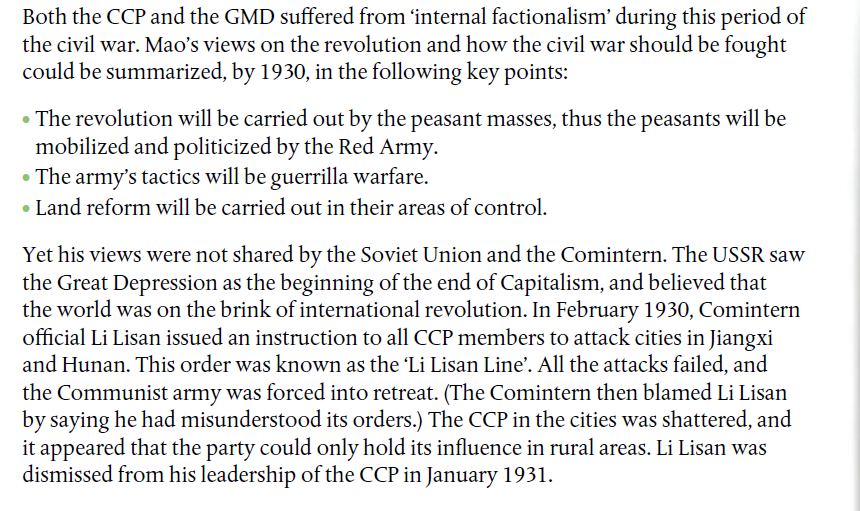 Both the CCP and the GMD suffered from ‘internal factionalism’ during this period of
the civil war. Mao’s views on the revolution and how the civil war should be fought
could be summarized, by 1930, in the following key points:
• The revolution will be carried out by the peasant masses, thus the peasants will be
mobilized and politicized by the Red Army.
• The army’s tactics will be guerrilla warfare.
• Land reform will be carried out in their areas of control.
Yet his views were not shared by the Soviet Union and the Comintern. The USSR saw
the Great Depression as the beginning of the end of Capitalism, and believed that
the world was on the brink of international revolution. In February 1930, Comintern
official Li Lisan issued an instruction to all CCP members to attack cities in Jiangxi
and Hunan. This order was known as the ‘Li Lisan Line’. All the attacks failed, and
the Communist army was forced into retreat. (The Comintern then blamed Li Lisan
by saying he had misunderstood its orders.) The CCP in the cities was shattered, and
it appeared that the party could only hold its influence in rural areas. Li Lisan was
dismissed from his leadership of the CCP in January 1931.